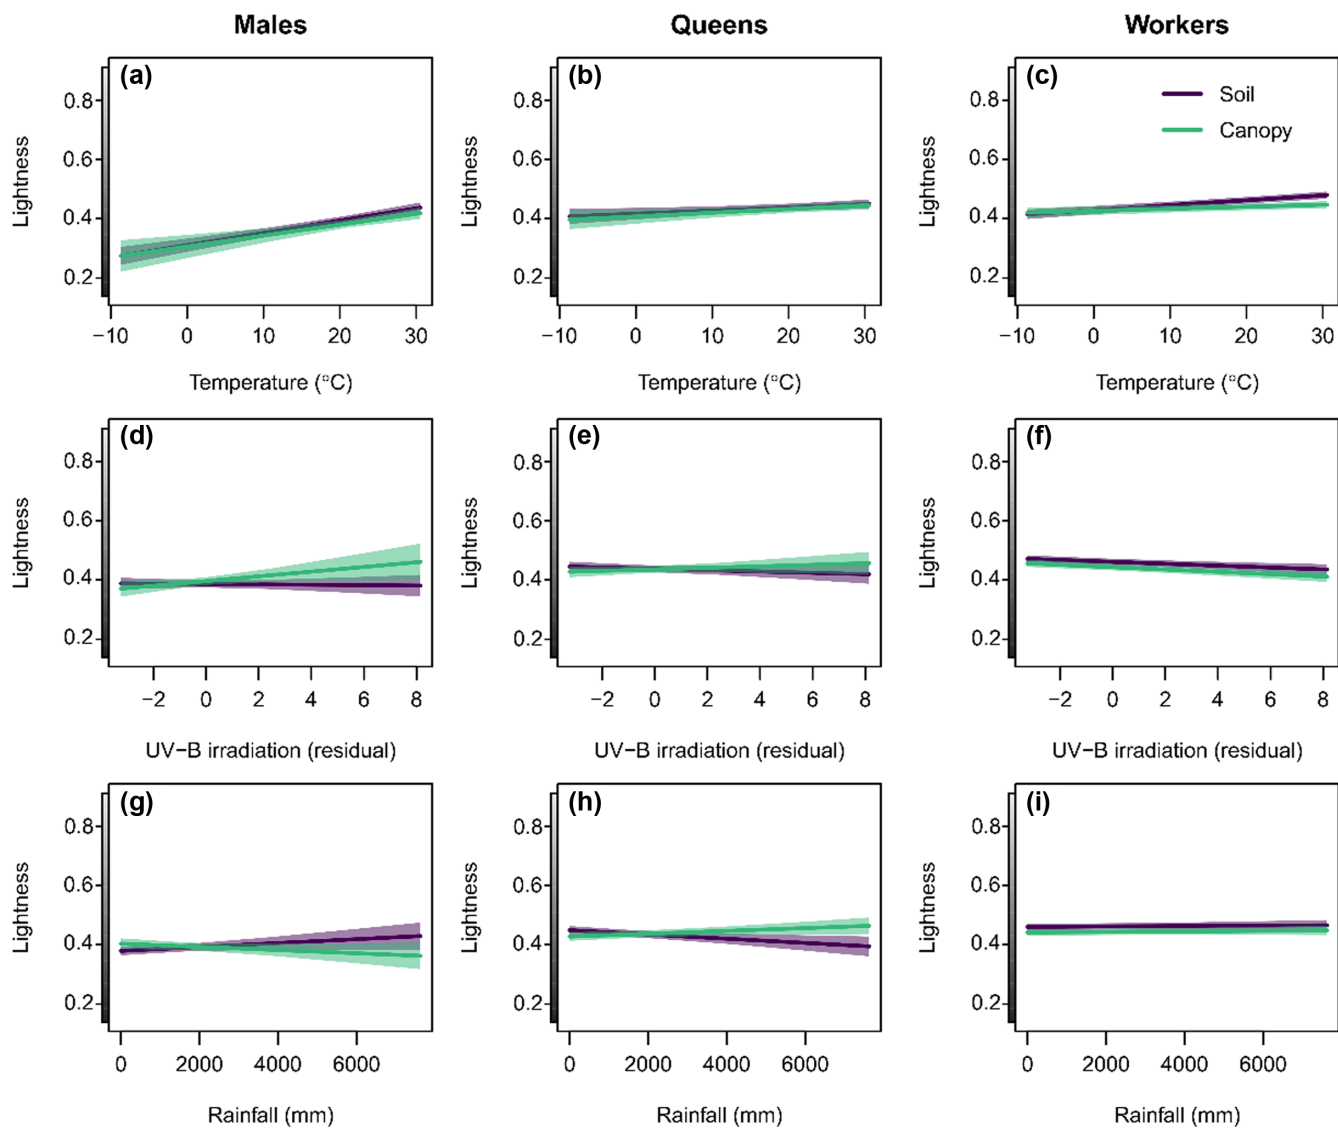 Males Queens Workers
(a) (b) (c)
Soil
Canopy
Lightness Lightness Lightness
0.8 0.8 0.8
0.6 0.6 0.6
0.4 0.4 0.4
0.2 0.2 0.2
−10 0 10 20 30 −10 0 10 20 30 −10 0 10 20 30
Temperature (°C) Temperature (°C) Temperature (°C)
(d) (e) (f)
Lightness Lightness Lightness
0.8 0.8 0.8
0.6 0.6 0.6
0.4 0.4 0.4
0.2 0.2 0.2
−2 0 2 4 6 8 −2 0 2 4 6 8 −2 0 2 4 6 8
UV−B irradiation (residual) UV−B irradiation (residual) UV−B irradiation (residual)
(g) (h) (i)
Lightness Lightness Lightness
0.8 0.8 0.8
0.6 0.6 0.6
0.4 0.4 0.4
0.2 0.2 0.2
0 2000 4000 6000 0 2000 4000 6000 0 2000 4000 6000
Rainfall (mm) Rainfall (mm) Rainfall (mm)